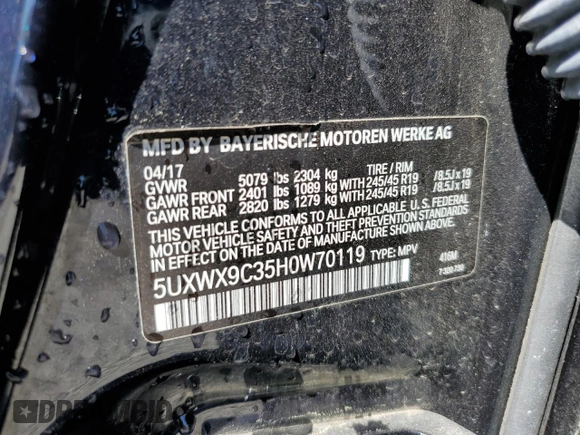 MFD BY BAYERISCHE MOTOREN WERKE AG
04/17
GVWR 5079 lbs 2304 kg TIRE / RIM
GAWR FRONT 2401 lbs 1089 kg WITH 245/45 R19 /8.5J x 19
GAWR REAR 2820 lbs 1279 kg WITH 245/45 R19 /8.5J x 19
THIS VEHICLE CONFORMS TO ALL APPLICABLE U. S. FEDERAL
MOTOR VEHICLE SAFETY AND THEFT PREVENTION STANDARDS
IN EFFECT ON THE DATE OF MANUFACTURE SHOWN ABOVE.
5UXWX9C35H0W70119 TYPE: MPV 416M